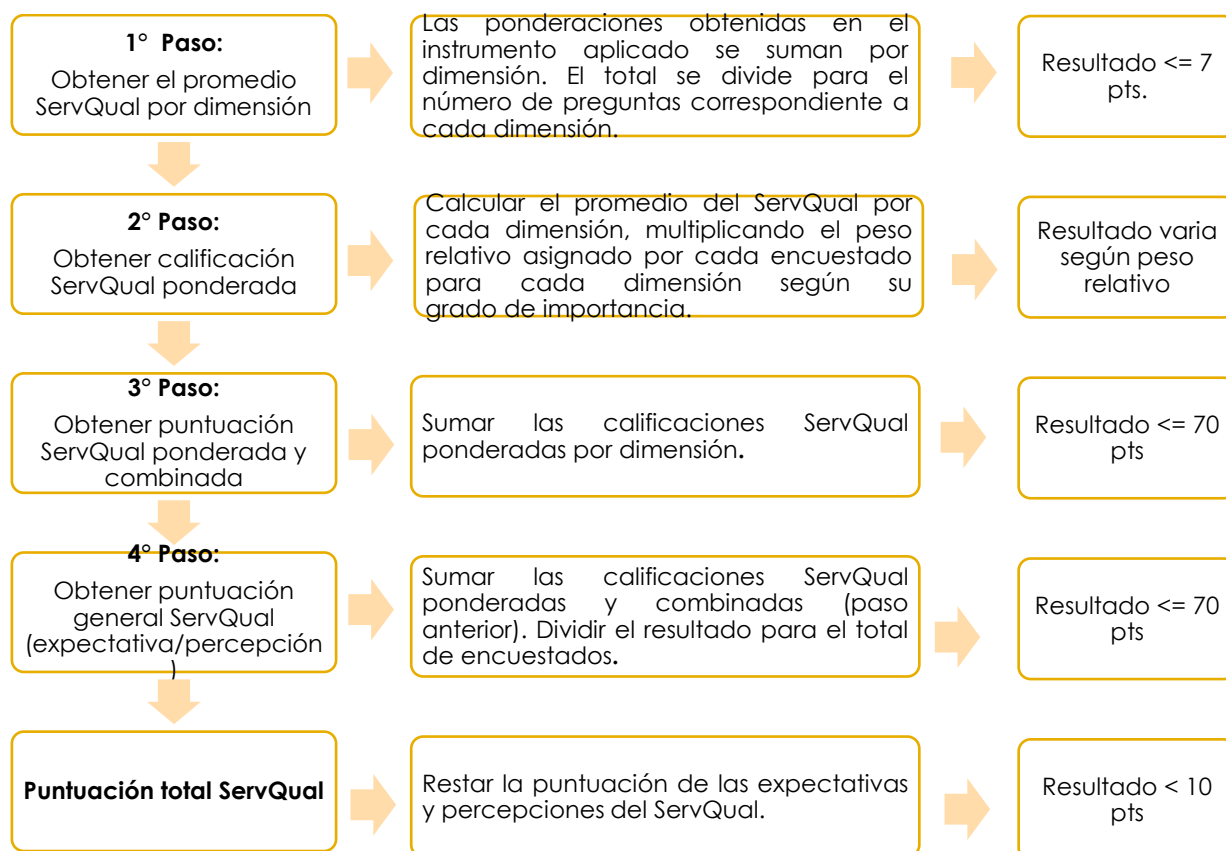 1° Paso:
Obtener el promedio
ServQual por dimensión
Las ponderaciones obtenidas en el
instrumento aplicado se suman por
dimensión. El total se divide para el
número de preguntas correspondiente a
cada dimensión.
Resultado <= 7
pts.
2° Paso:
Obtener calificación
ServQual ponderada
Calcular el promedio del ServQual por
cada dimensión, multiplicando el peso
relativo asignado por cada encuestado
para cada dimensión según su
grado de importancia.
Resultado varia
según peso
relativo
3° Paso:
Obtener puntuación
ServQual ponderada y
combinada
Sumar las calificaciones ServQual
ponderadas por dimensión.
Resultado <= 70
pts
4° Paso:
Obtener puntuación
general ServQual
(expectativa/percepción
)
Sumar las calificaciones ServQual
ponderadas y combinadas (paso
anterior). Dividir el resultado para el total
de encuestados.
Resultado <= 70
pts
Puntuación total ServQual
Restar la puntuación de las expectativas
y percepciones del ServQual.
Resultado < 10
pts